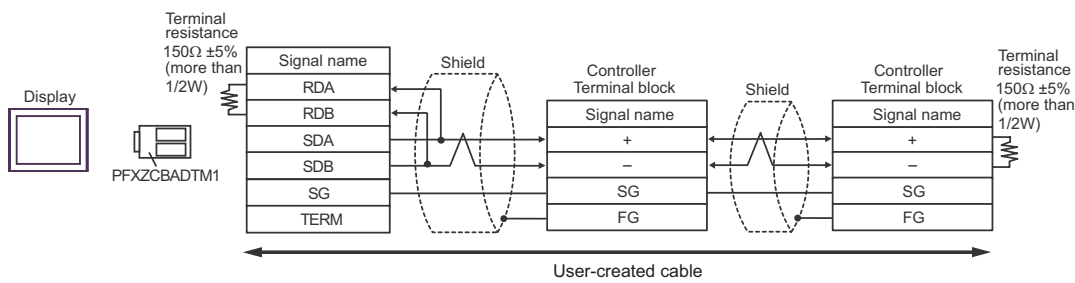 Terminal
resistance
150Ω ±5%
(more than
1/2W)
Display
PFXZCBADTM1
Signal name
RDA
RDB
SDA
SDB
SG
TERM
Shield
Controller
Terminal block
Signal name
+
–
SG
FG
Shield
Controller
Terminal block
Signal name
+
–
SG
FG
Terminal
resistance
150Ω ±5%
(more than
1/2W)
User-created cable